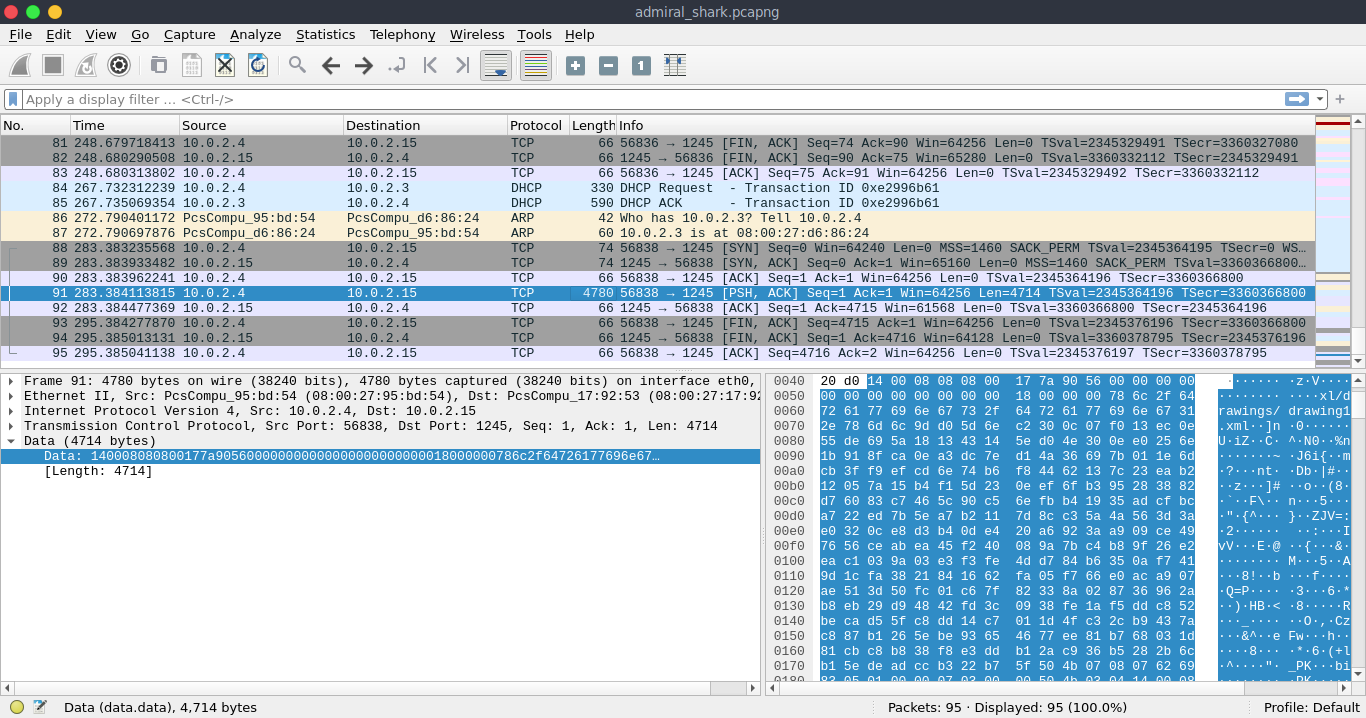 admiral_shark.pcapng
File Edit View Go Capture Analyze Statistics Telephony Wireless Tools Help
Apply a display filter … <Ctrl-/>
No. Time Source Destination Protocol Length Info
81 248.679718413 10.0.2.4 10.0.2.15 TCP 66 56836 → 1245 [FIN, ACK] Seq=74 Ack=90 Win=64256 Len=0 TSval=2345329491 TSecr=3360327080
82 248.680290508 10.0.2.15 10.0.2.4 TCP 66 1245 → 56836 [FIN, ACK] Seq=90 Ack=75 Win=65280 Len=0 TSval=3360332112 TSecr=2345329491
83 248.680313802 10.0.2.4 10.0.2.15 TCP 66 56836 → 1245 [ACK] Seq=75 Ack=91 Win=64256 Len=0 TSval=2345329492 TSecr=3360332112
84 267.732312239 10.0.2.4 10.0.2.3 DHCP 330 DHCP Request - Transaction ID 0xe2996b61
85 267.735069354 10.0.2.3 10.0.2.4 DHCP 590 DHCP ACK - Transaction ID 0xe2996b61
86 272.790401172 PcsCompu_95:bd:54 PcsCompu_d6:86:24 ARP 42 Who has 10.0.2.3? Tell 10.0.2.4
87 272.790697876 PcsCompu_d6:86:24 PcsCompu_95:bd:54 ARP 60 10.0.2.3 is at 08:00:27:d6:86:24
88 283.383235568 10.0.2.4 10.0.2.15 TCP 74 56838 → 1245 [SYN] Seq=0 Win=64240 Len=0 MSS=1460 SACK_PERM TSval=2345364195 TSecr=0 WS…
89 283.383933482 10.0.2.15 10.0.2.4 TCP 74 1245 → 56838 [SYN, ACK] Seq=0 Ack=1 Win=65160 Len=0 MSS=1460 SACK_PERM TSval=3360366800…
90 283.383962241 10.0.2.4 10.0.2.15 TCP 66 56838 → 1245 [ACK] Seq=1 Ack=1 Win=64256 Len=0 TSval=2345364196 TSecr=3360366800
91 283.384113815 10.0.2.4 10.0.2.15 TCP 4780 56838 → 1245 [PSH, ACK] Seq=1 Ack=1 Win=64256 Len=4714 TSval=2345364196 TSecr=3360366800
92 283.384477369 10.0.2.15 10.0.2.4 TCP 66 1245 → 56838 [ACK] Seq=1 Ack=4715 Win=61568 Len=0 TSval=3360366800 TSecr=2345364196
93 295.384277870 10.0.2.4 10.0.2.15 TCP 66 56838 → 1245 [FIN, ACK] Seq=4715 Ack=1 Win=64256 Len=0 TSval=2345376196 TSecr=3360366800
94 295.385013131 10.0.2.15 10.0.2.4 TCP 66 1245 → 56838 [FIN, ACK] Seq=1 Ack=4716 Win=64128 Len=0 TSval=3360378795 TSecr=2345376196
95 295.385041138 10.0.2.4 10.0.2.15 TCP 66 56838 → 1245 [ACK] Seq=4716 Ack=2 Win=64256 Len=0 TSval=2345376197 TSecr=3360378795
Frame 91: 4780 bytes on wire (38240 bits), 4780 bytes captured (38240 bits) on interface eth0,
Ethernet II, Src: PcsCompu_95:bd:54 (08:00:27:95:bd:54), Dst: PcsCompu_17:92:53 (08:00:27:17:92
Internet Protocol Version 4, Src: 10.0.2.4, Dst: 10.0.2.15
Transmission Control Protocol, Src Port: 56838, Dst Port: 1245, Seq: 1, Ack: 1, Len: 4714
Data (4714 bytes)
Data: 140008080800177a90560000000000000000000000001800000078​6c2f64726177696e67…
[Length: 4714]
0040 20 d0 14 00 08 08 08 00 17 7a 90 56 00 00 00 00
0050 00 00 00 00 00 00 00 00 18 00 00 00 78 6c 2f 64
0060 72 61 77 69 6e 67 73 2f 64 72 61 77 69 6e 67 31
0070 2e 78 6d 6c 9d d0 5d 6e c2 30 0c 07 f0 13 ec 0e
0080 55 de 69 5a 18 13 43 14 5e d0 4e 30 0e e0 25 6e
0090 1b 91 8f ca 0e a3 dc 7e d4 4a 36 69 7b 01 1e 6d
00a0 cb 3f f9 ef cd 6e 74 b6 f8 44 62 13 7c 23 ea b2
00b0 12 05 7a 15 b4 f1 5d 23 0e ef 6f b3 95 28 38 82
00c0 d7 60 83 c7 46 5c 90 c5 6e fb b4 19 35 ad cf bc
00d0 a7 22 ed 7b 5e a7 b2 11 7d 8c c3 5a 4a 56 3d 3a
00e0 e0 32 0c e8 d3 b4 0d e4 20 a6 92 3a a9 09 ce 49
00f0 76 56 ce ab ea 45 f2 40 08 9a 7b c4 b8 9f 26 e2
0100 ea c1 03 9a 03 e3 f3 fe 4d d7 84 b6 35 0a f7 41
0110 9d 1c fa 38 21 84 16 62 fa 05 f7 66 e0 ac a9 07
0120 ae 51 3d 50 fc 01 c6 7f 82 33 8a 02 87 36 96 2a
0130 b8 eb 29 d9 48 42 fd 3c 09 38 fe 1a f5 dd c8 52
0140 be ca d5 5f c8 dd 14 c7 01 1d 4f c3 2c b9 43 7a
0150 c8 87 b1 26 5e be 93 65 46 77 ee 81 b7 68 03 1d
0160 81 cb c8 b8 38 f8 e3 dd b1 2a c9 36 b5 28 2b 6c
0170 b1 5e de ad cc b3 22 b7 5f 50 4b 07 08 07 62 69
Data (data.data), 4,714 bytes
Packets: 95 · Displayed: 95 (100.0%)
Profile: Default